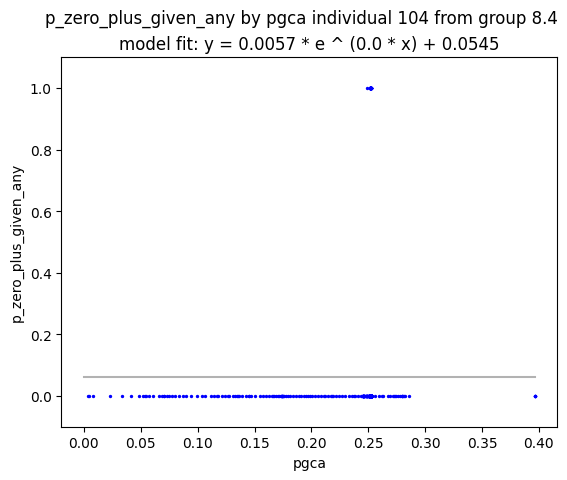 p_zero_plus_given_any by pgca individual 104 from group 8.4
model fit: y = 0.0057 * e ^ (0.0 * x) + 0.0545
1.0
0.8
0.6
0.4
0.2
0.0
p_zero_plus_given_any
0.00 0.05 0.10 0.15 0.20 0.25 0.30 0.35 0.40
pgca